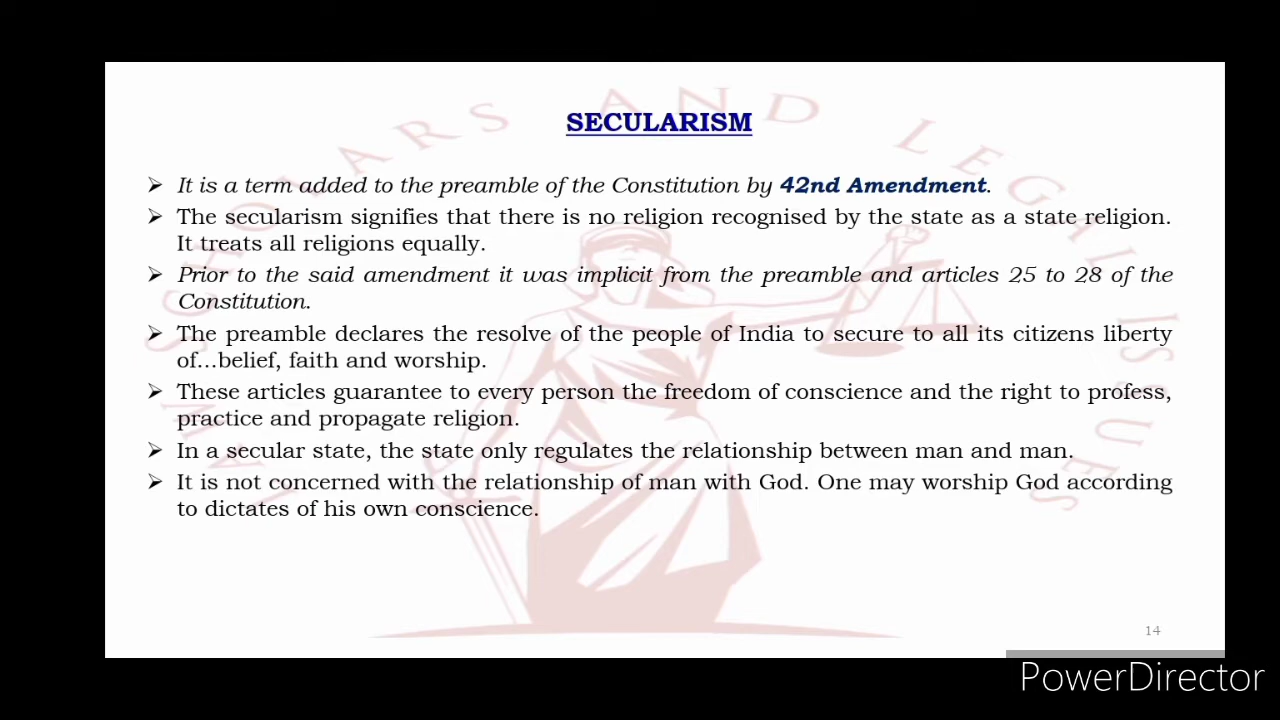 SECULARISM
➢ It is a term added to the preamble of the Constitution by 42nd Amendment.
➢ The secularism signifies that there is no religion recognised by the state as a state religion.
It treats all religions equally.
➢ Prior to the said amendment it was implicit from the preamble and articles 25 to 28 of the
Constitution.
➢ The preamble declares the resolve of the people of India to secure to all its citizens liberty
of...belief, faith and worship.
➢ These articles guarantee to every person the freedom of conscience and the right to profess,
practice and propagate religion.
➢ In a secular state, the state only regulates the relationship between man and man.
➢ It is not concerned with the relationship of man with God. One may worship God according
to dictates of his own conscience.
LAW SCHOLARS AND LEGAL ISSUES
14
PowerDirector